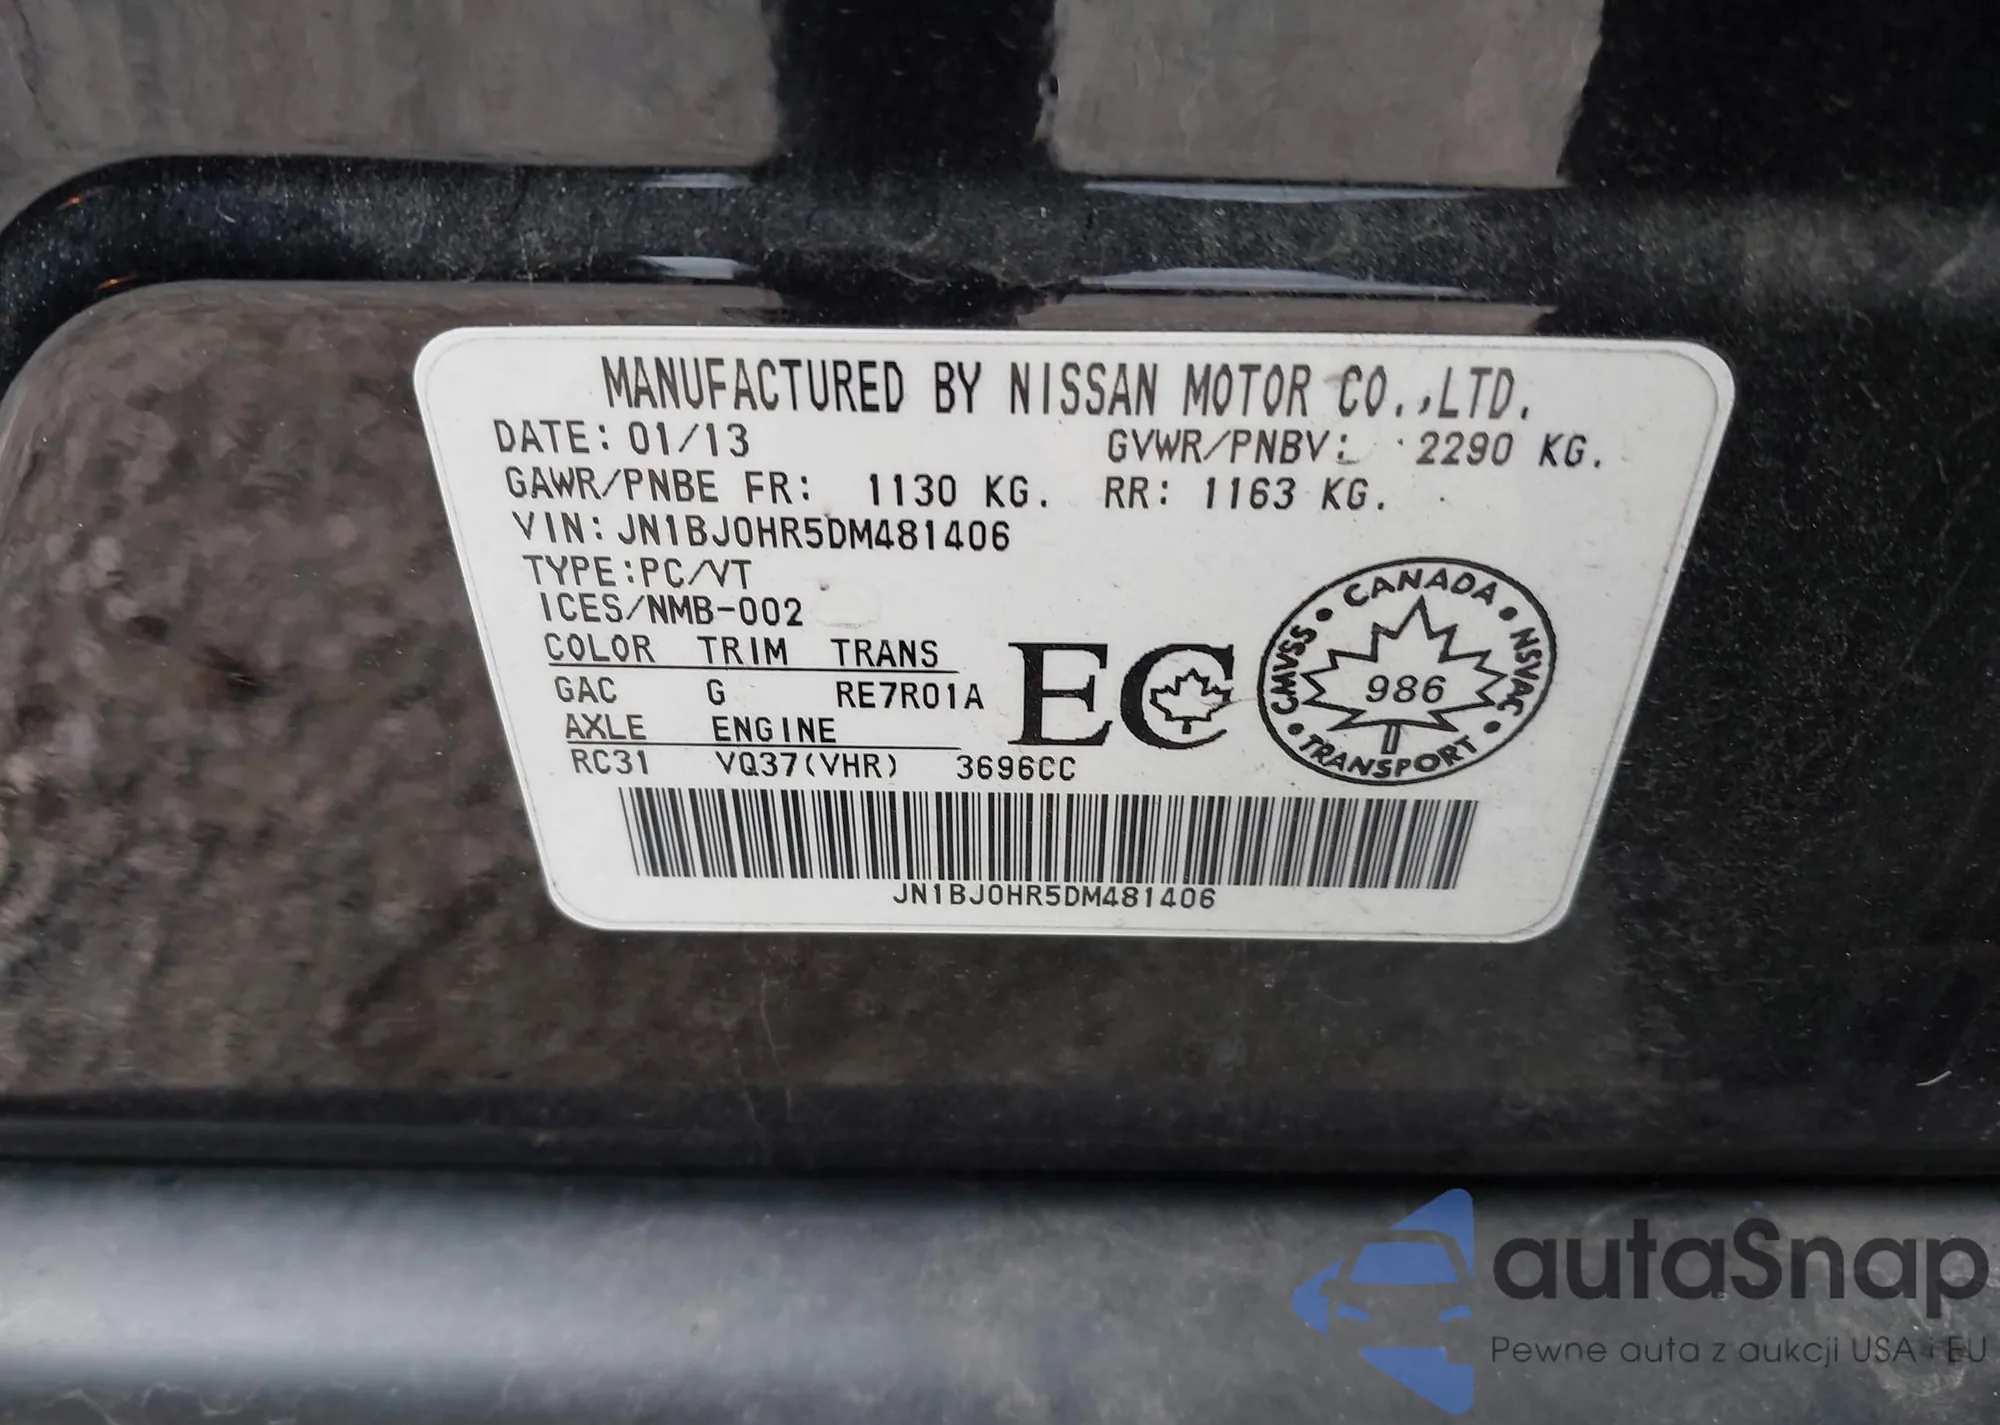 MANUFACTURED BY NISSAN MOTOR CO.,LTD.
DATE: 01/13 GVWR/PNBV: 2290 KG.
GAWR/PNBE FR: 1130 KG. RR: 1163 KG.
VIN: JN1BJ0HR5DM481406
TYPE:PC/VT
ICES/NMB-002
COLOR TRIM TRANS
GAC G RE7R01A
AXLE ENGINE
RC31 VQ37(VHR) 3696CC
EC
CANADA
CMVSS • NSVAC
986
TRANSPORT
JN1BJ0HR5DM481406
autaSnap
Pewne auta z aukcji USA i EU